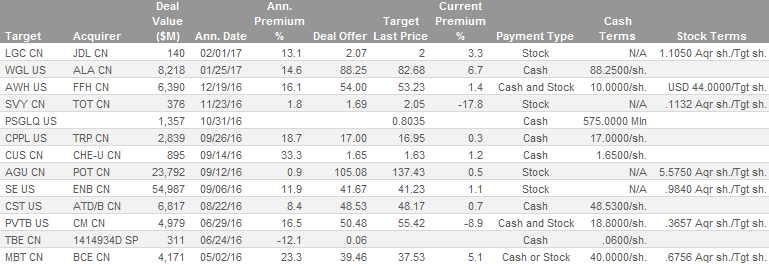 Deal Ann. Target Current
Value Premium Premium Cash
Target Acquirer ($M) Ann. Date % Deal Offer Last Price % Payment Type Terms Stock Terms
LGC CN JDL CN 140 02/01/17 13.1 2.07 2 3.3 Stock N/A 1.1050 Aqr sh./Tgt sh.
WGL US ALA CN 8,218 01/25/17 14.6 88.25 82.68 6.7 Cash 88.2500/sh.
AWH US FFH CN 6,390 12/19/16 16.1 54.00 53.23 1.4 Cash and Stock 10.0000/sh. USD 44.0000/Tgt sh.
SVY CN TOT CN 376 11/23/16 1.8 1.69 2.05 -17.8 Stock N/A .1132 Aqr sh./Tgt sh.
PSGLQ US 1,357 10/31/16 0.8035 Cash 575.0000 Mln
CPPL US TRP CN 2,839 09/26/16 18.7 17.00 16.95 0.3 Cash 17.0000/sh.
CUS CN CHE-U CN 895 09/14/16 33.3 1.65 1.63 1.2 Cash 1.6500/sh.
AGU CN POT CN 23,792 09/12/16 0.9 105.08 137.43 0.5 Stock N/A 5.5750 Aqr sh./Tgt sh.
SE US ENB CN 54,987 09/06/16 11.9 41.67 41.23 1.1 Stock N/A .9840 Aqr sh./Tgt sh.
CST US ATD/B CN 6,817 08/22/16 8.4 48.53 48.17 0.7 Cash 48.5300/sh.
PVTB US CM CN 4,979 06/29/16 16.5 50.48 55.42 -8.9 Cash and Stock 18.8000/sh. .3657 Aqr sh./Tgt sh.
TBE CN 1414934D SP 311 06/24/16 -12.1 0.06 Cash .0600/sh.
MBT CN BCE CN 4,171 05/02/16 23.3 39.46 37.53 5.1 Cash or Stock 40.0000/sh. .6756 Aqr sh./Tgt sh.